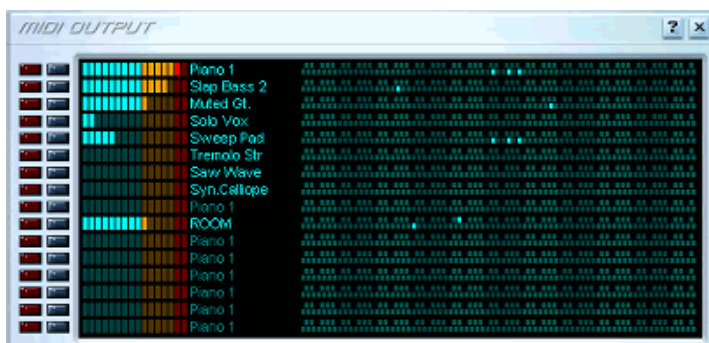 MIDI OUTPUT
? ×
Piano 1
Slap Bass 2
Muted Gt.
Solo Vox
Sweep Pad
Tremolo Str
Saw Wave
Syn.Calliope
Piano 1
ROOM
Piano 1
Piano 1
Piano 1
Piano 1
Piano 1
Piano 1